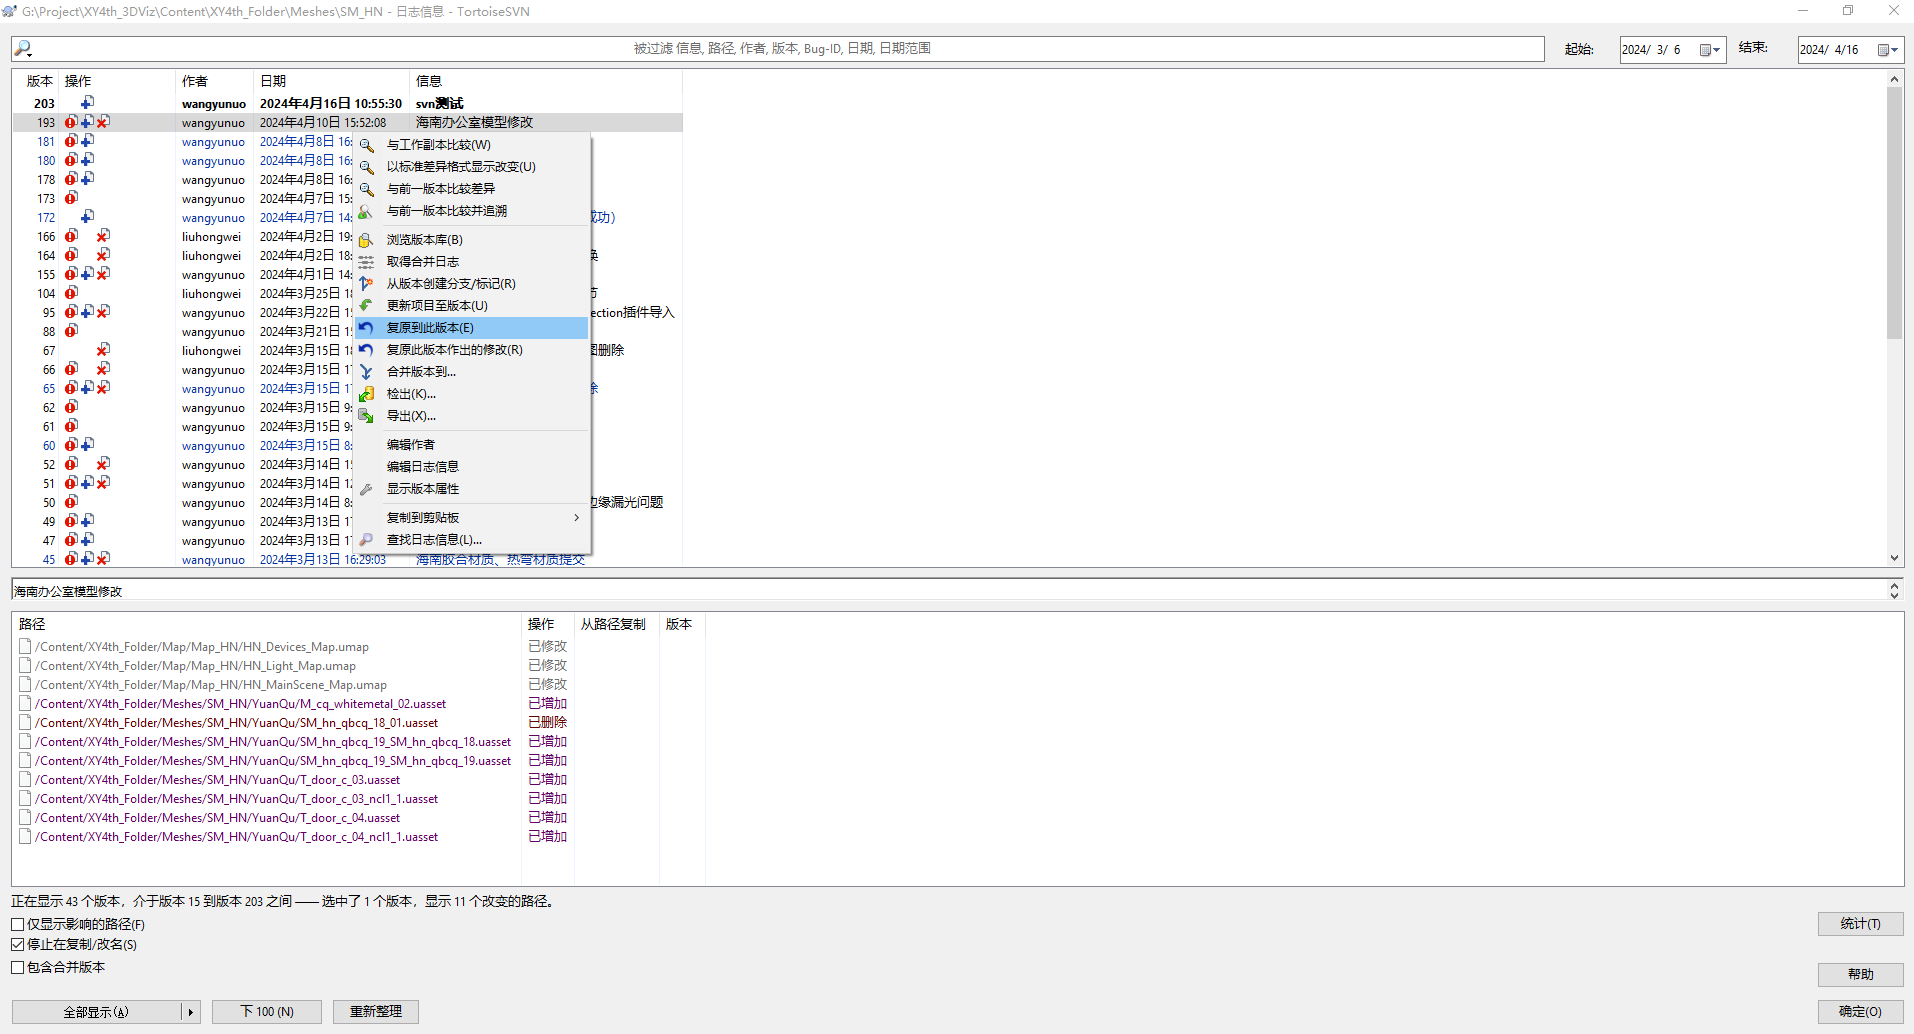 G:\Project\XY4th_3DViz\Content\XY4th_Folder\Meshes\SM_HN - 日志信息 - TortoiseSVN
被过滤 信息, 路径, 作者, 版本, Bug-ID, 日期, 日期范围
起始: 2024/ 3/ 6 结束: 2024/ 4/16
版本 操作 作者 日期 信息
203 wangyunuo 2024年4月16日 10:55:30 svn测试
193 wangyunuo 2024年4月10日 15:52:08 海南办公室模型修改
181 wangyunuo 2024年4月8日 16:
180 wangyunuo 2024年4月8日 16:
178 wangyunuo 2024年4月8日 16:
173 wangyunuo 2024年4月7日 15:
172 wangyunuo 2024年4月7日 14: 成功）
166 liuhongwei 2024年4月2日 19:
164 liuhongwei 2024年4月2日 18: 换
155 wangyunuo 2024年4月1日 14:
104 liuhongwei 2024年3月25日 18 节
95 wangyunuo 2024年3月22日 15 ection插件导入
88 wangyunuo 2024年3月21日 15
67 liuhongwei 2024年3月15日 18 图删除
66 wangyunuo 2024年3月15日 17
65 wangyunuo 2024年3月15日 17 除
62 wangyunuo 2024年3月15日 9:
61 wangyunuo 2024年3月15日 9:
60 wangyunuo 2024年3月15日 8:
52 wangyunuo 2024年3月14日 15
51 wangyunuo 2024年3月14日 12
50 wangyunuo 2024年3月14日 8: 边缘漏光问题
49 wangyunuo 2024年3月13日 17
47 wangyunuo 2024年3月13日 17
45 wangyunuo 2024年3月13日 16:29:03 海南胶合材质、热弯材质提交
与工作副本比较(W)
以标准差异格式显示改变(U)
与前一版本比较差异
与前一版本比较并追溯
浏览版本库(B)
取得合并日志
从版本创建分支/标记(R)
更新项目至版本(U)
复原到此版本(E)
复原此版本作出的修改(R)
合并版本到...
检出(K)...
导出(X)...
编辑作者
编辑日志信息
显示版本属性
复制到剪贴板
查找日志信息(L)...
海南办公室模型修改
路径 操作 从路径复制 版本
/Content/XY4th_Folder/Map/Map_HN/HN_Devices_Map.umap 已修改
/Content/XY4th_Folder/Map/Map_HN/HN_Light_Map.umap 已修改
/Content/XY4th_Folder/Map/Map_HN/HN_MainScene_Map.umap 已修改
/Content/XY4th_Folder/Meshes/SM_HN/YuanQu/M_cq_whitemetal_02.uasset 已增加
/Content/XY4th_Folder/Meshes/SM_HN/YuanQu/SM_hn_qbcq_18_01.uasset 已删除
/Content/XY4th_Folder/Meshes/SM_HN/YuanQu/SM_hn_qbcq_19_SM_hn_qbcq_18.uasset 已增加
/Content/XY4th_Folder/Meshes/SM_HN/YuanQu/SM_hn_qbcq_19_SM_hn_qbcq_19.uasset 已增加
/Content/XY4th_Folder/Meshes/SM_HN/YuanQu/T_door_c_03.uasset 已增加
/Content/XY4th_Folder/Meshes/SM_HN/YuanQu/T_door_c_03_ncl1_1.uasset 已增加
/Content/XY4th_Folder/Meshes/SM_HN/YuanQu/T_door_c_04.uasset 已增加
/Content/XY4th_Folder/Meshes/SM_HN/YuanQu/T_door_c_04_ncl1_1.uasset 已增加
正在显示 43 个版本，介于版本 15 到版本 203 之间 —— 选中了 1 个版本，显示 11 个改变的路径。
仅显示影响的路径(F)
停止在复制/改名(S)
包含合并版本
统计(T)
帮助
全部显示(A) 下 100 (N) 重新整理 确定(O)